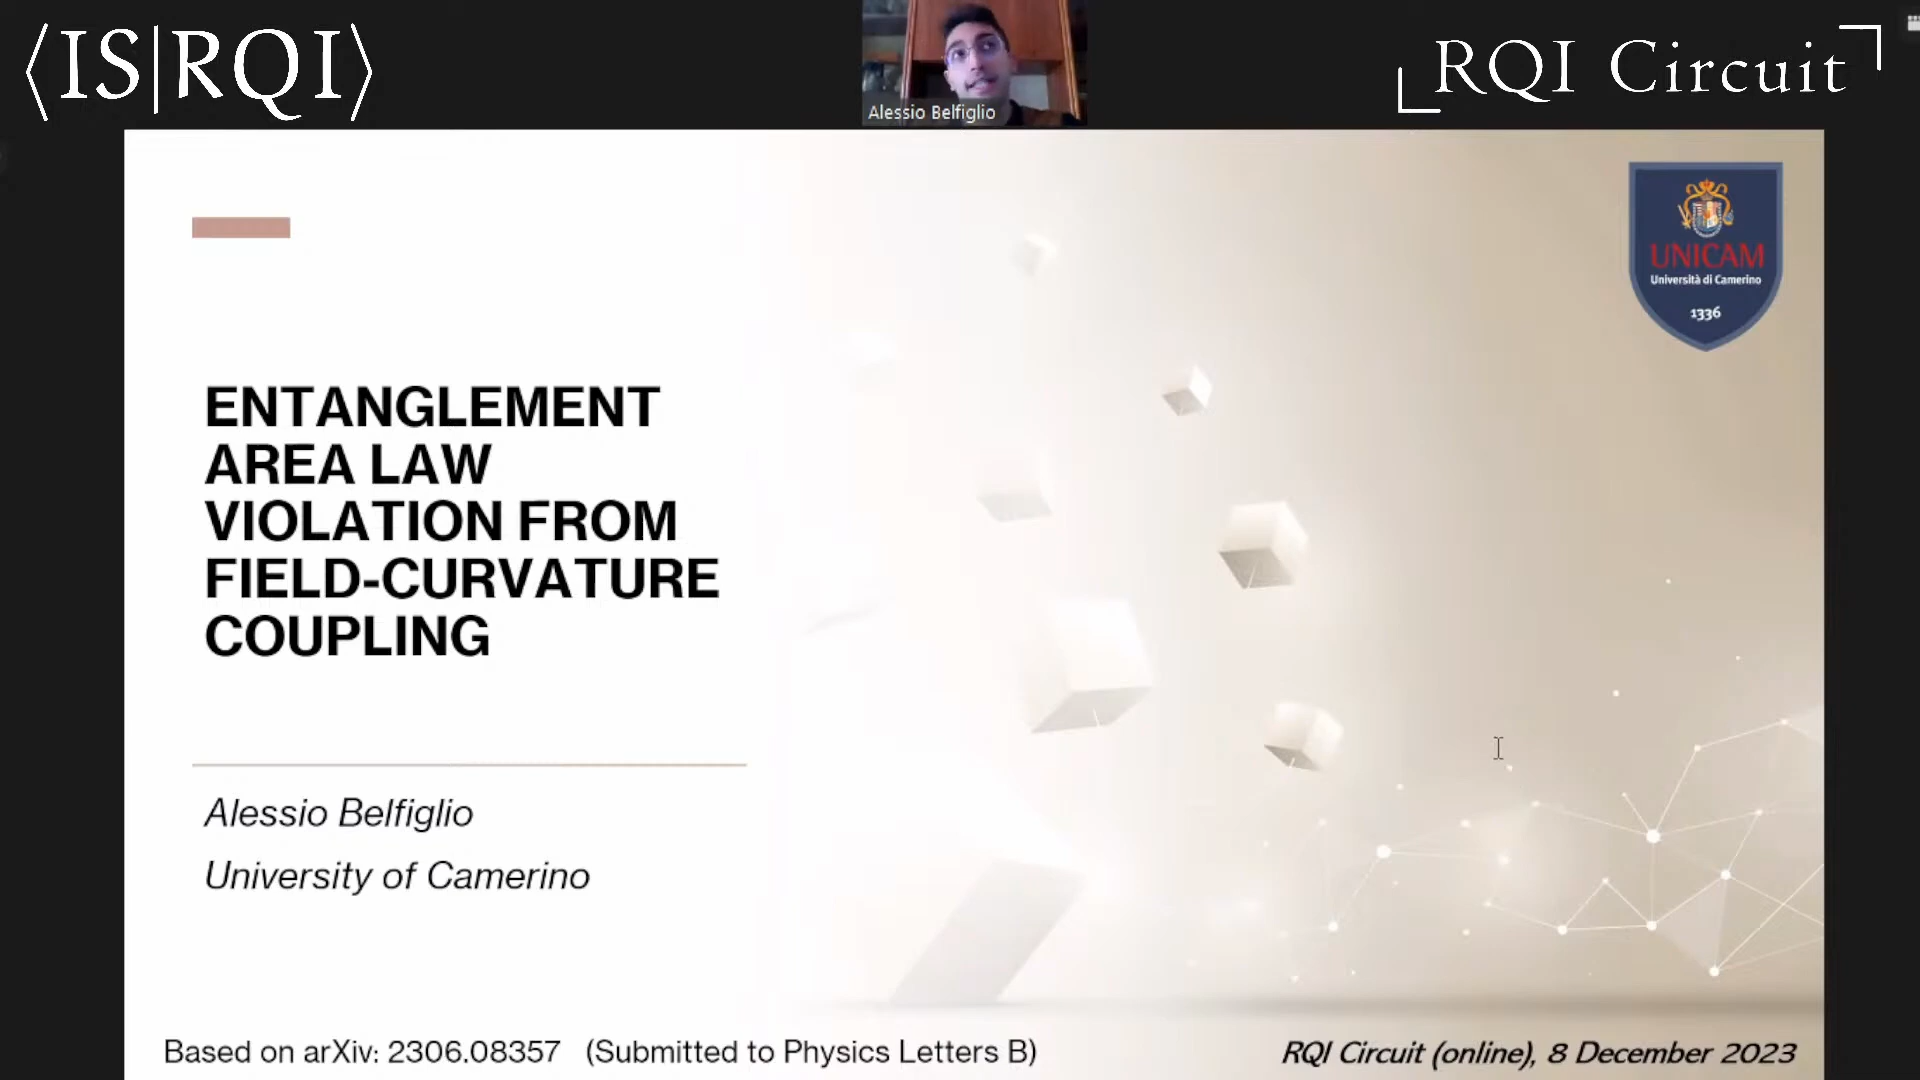 ⟨IS|RQI⟩
RQI Circuit
Alessio Belfiglio
UNICAM
Università di Camerino
1336
ENTANGLEMENT
AREA LAW
VIOLATION FROM
FIELD-CURVATURE
COUPLING
Alessio Belfiglio
University of Camerino
Based on arXiv: 2306.08357 (Submitted to Physics Letters B)
RQI Circuit (online), 8 December 2023